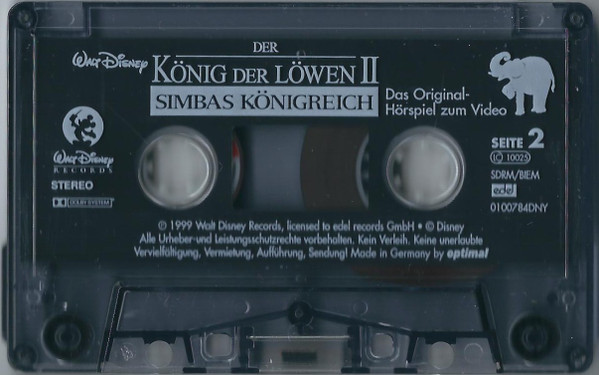 DER
Walt Disney
KÖNIG DER LÖWEN II
SIMBAS KÖNIGREICH
Das Original-
Hörspiel zum Video
Walt Disney
RECORDS
STEREO
DOLBY SYSTEM
SEITE 2
LC 10025
SDRM/BIEM
edel
0100784DNY
℗ 1999 Walt Disney Records, licensed to edel records GmbH • © Disney
Alle Urheber-und Leistungsschutzrechte vorbehalten. Kein Verleih. Keine unerlaubte
Vervielfältigung, Vermietung, Aufführung, Sendung! Made in Germany by optimal